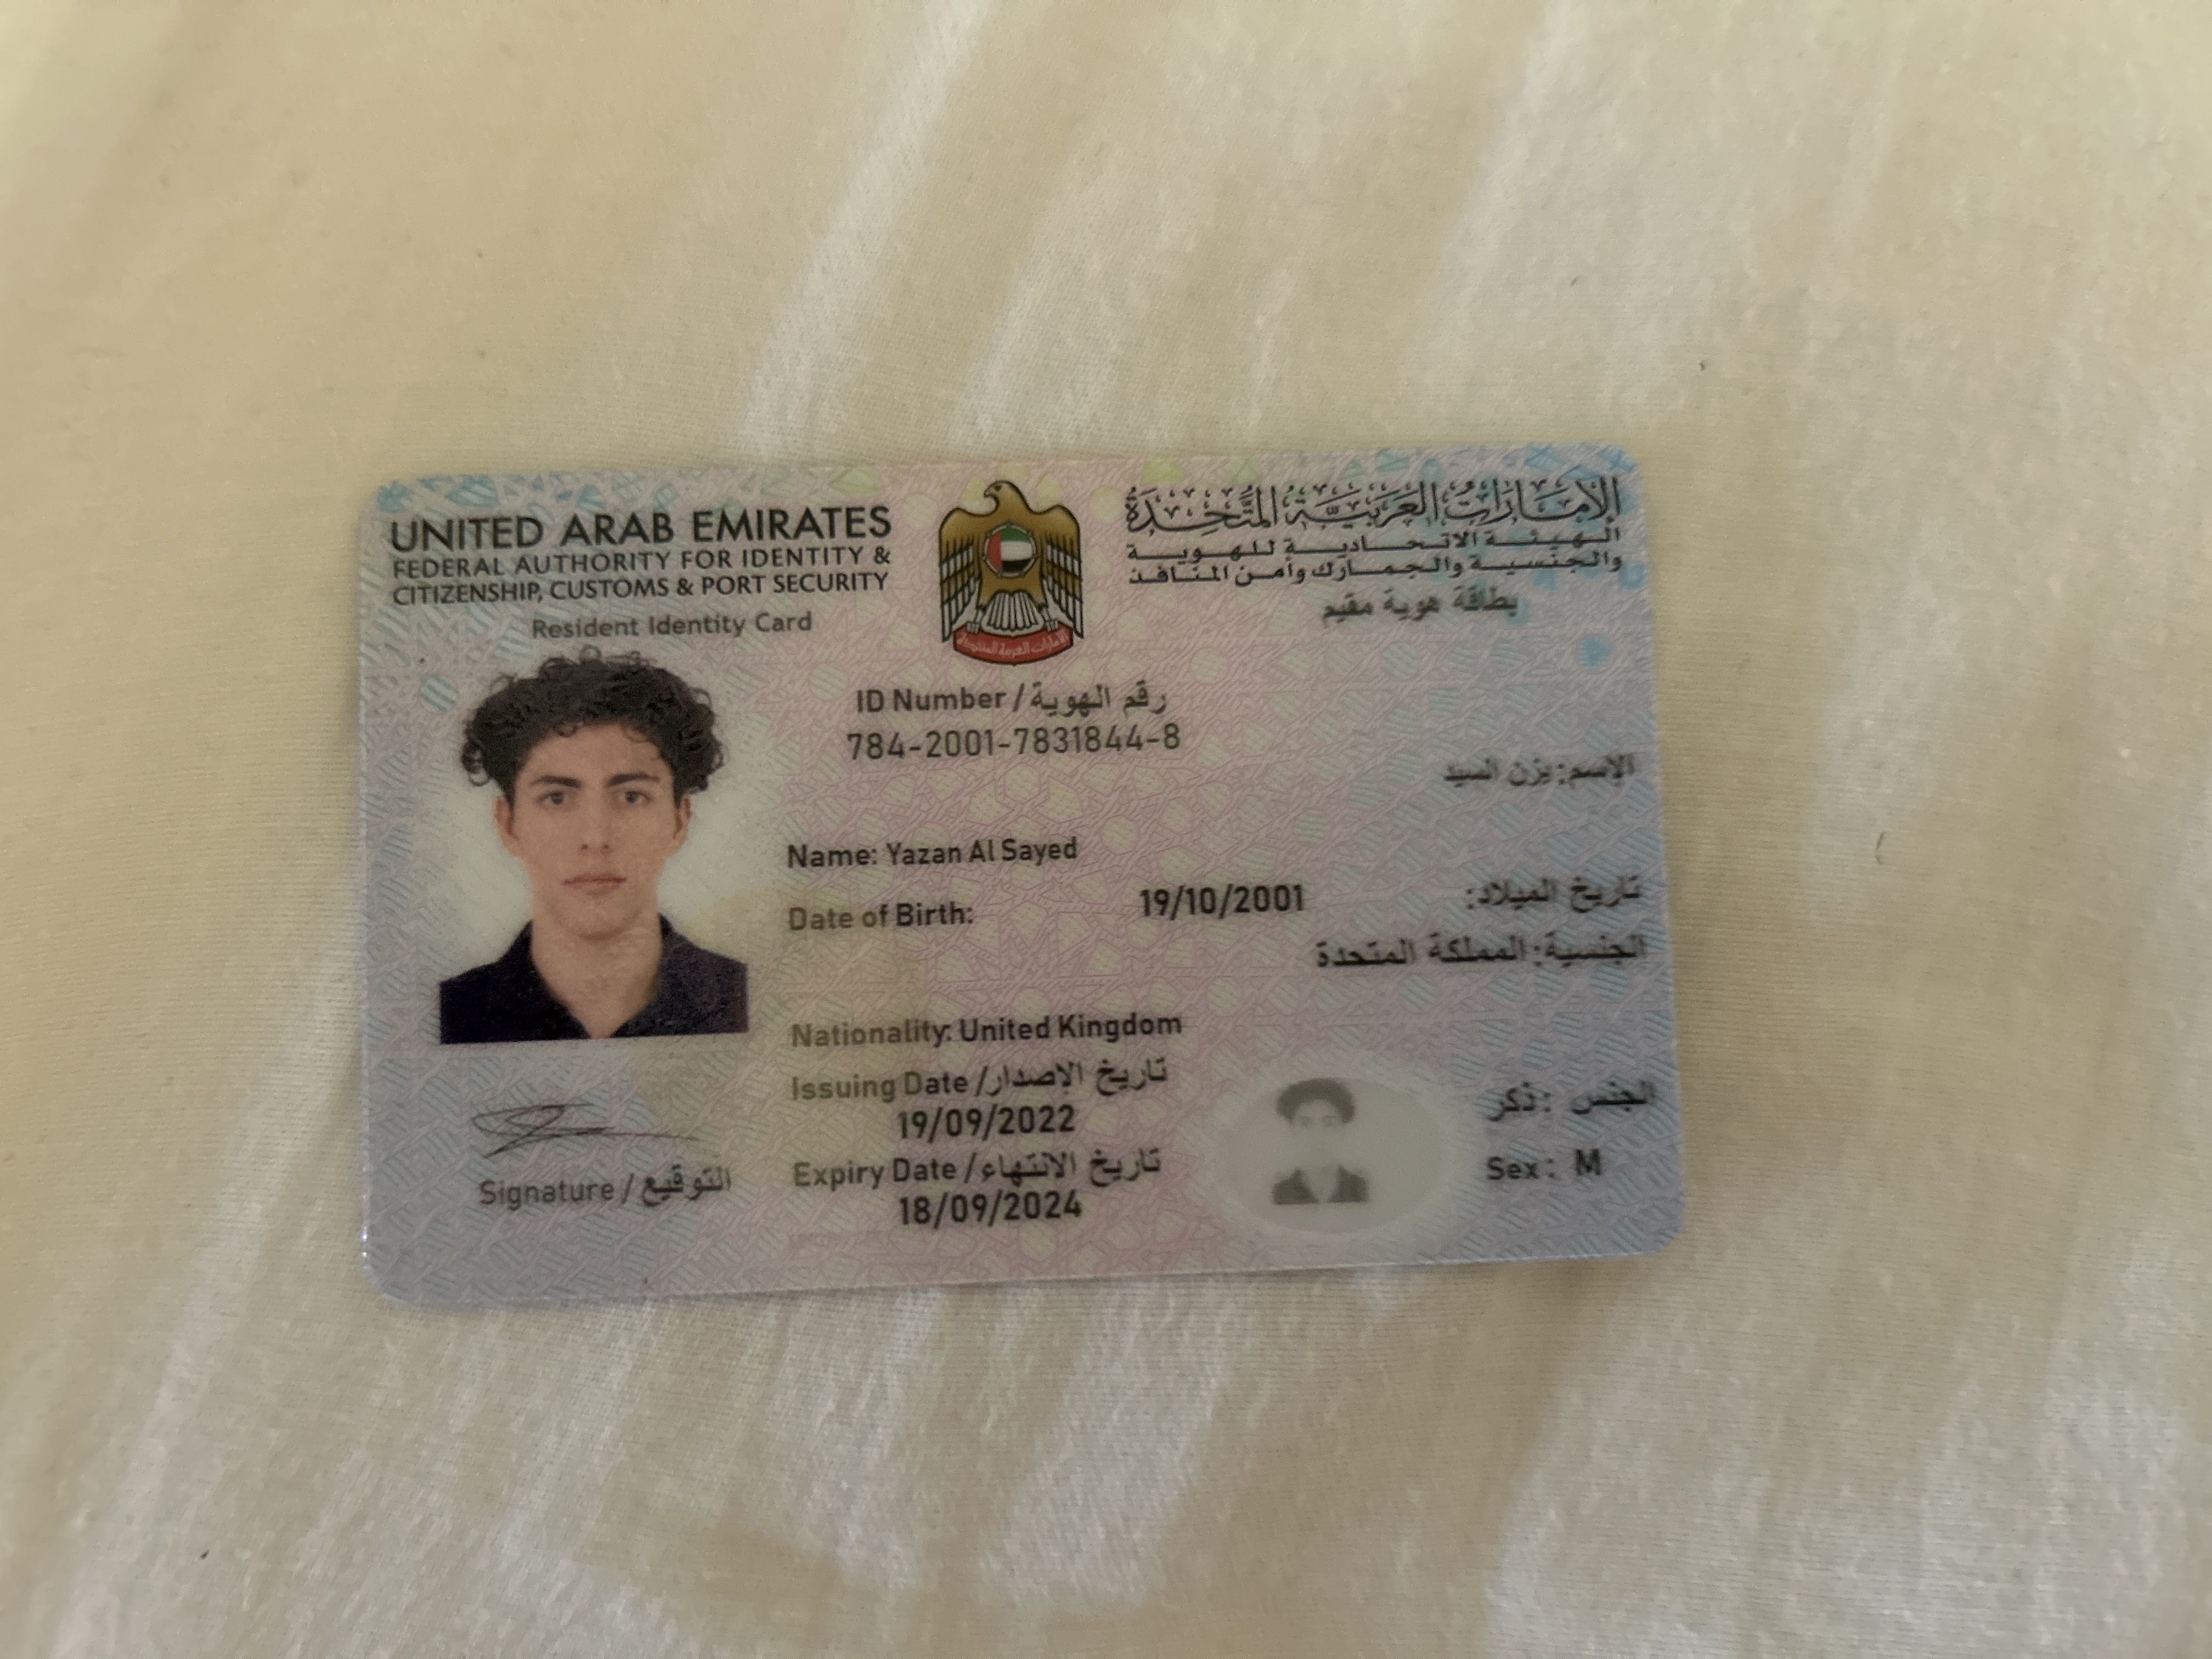 UNITED ARAB EMIRATES
FEDERAL AUTHORITY FOR IDENTITY &
CITIZENSHIP, CUSTOMS & PORT SECURITY
Resident Identity Card
الإمارات العربية المتحدة
الهيئة الاتحادية للهوية
والجنسية والجمارك وأمن المنافذ
بطاقة هوية مقيم
ID Number / رقم الهوية
784-2001-7831844-8
الاسم: يزن السيد
Name: Yazan Al Sayed
Date of Birth: 19/10/2001 تاريخ الميلاد:
الجنسية: المملكة المتحدة
Nationality: United Kingdom
Issuing Date / تاريخ الإصدار
19/09/2022
Expiry Date / تاريخ الانتهاء
18/09/2024
الجنس: ذكر
Sex: M
Signature / التوقيع